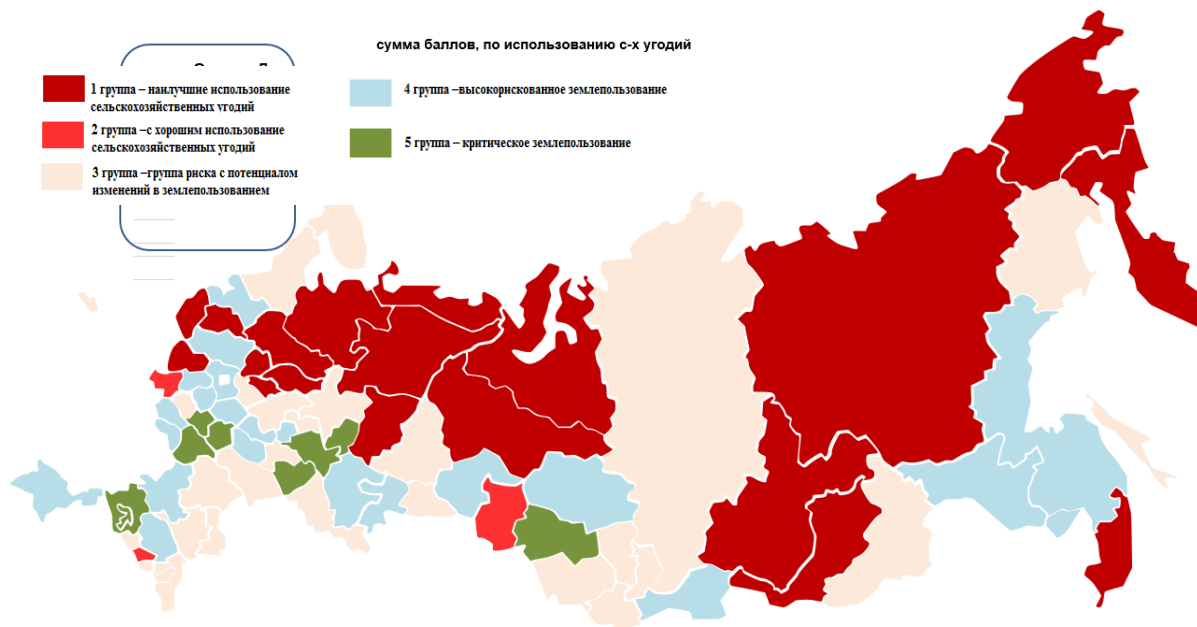 сумма баллов, по использованию с-х угодий
1 группа – наилучшие использование
сельскохозяйственных угодий
2 группа –с хорошим использование
сельскохозяйственных угодий
3 группа –группа риска с потенциалом
изменений в землепользованием
4 группа –высокорискованное землепользование
5 группа – критическое землепользование